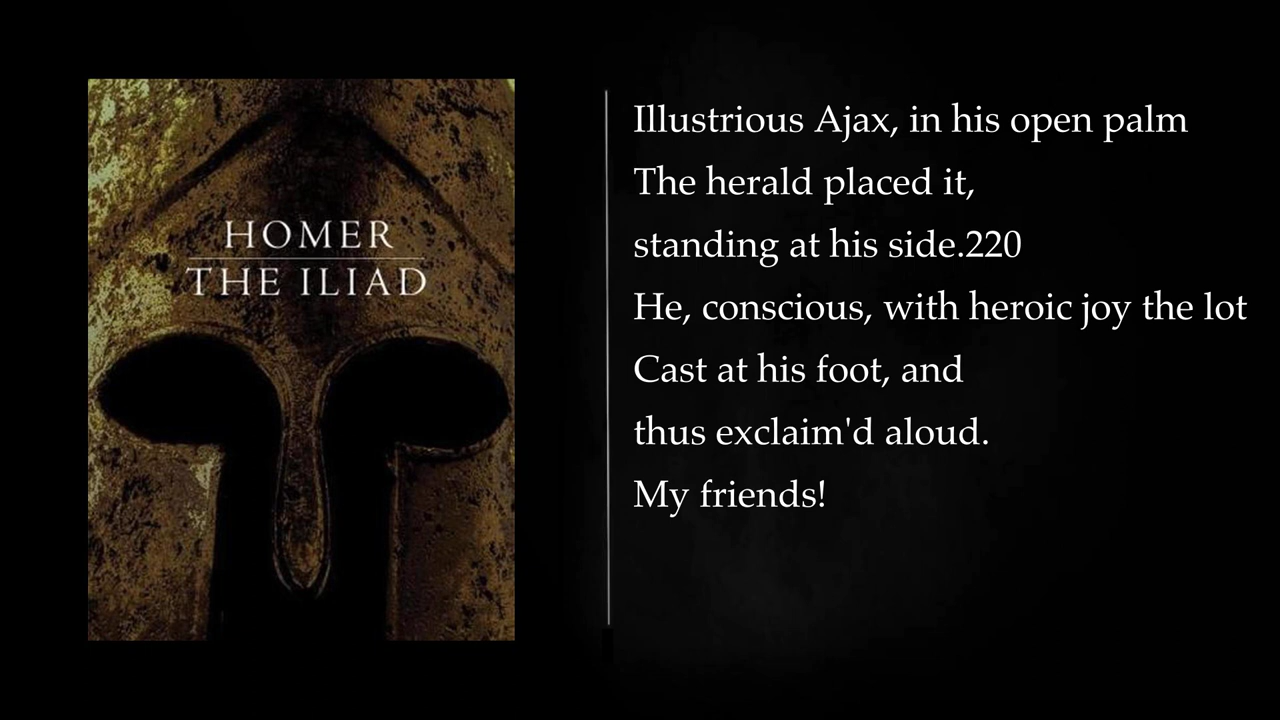 HOMER
THE ILIAD
Illustrious Ajax, in his open palm
The herald placed it,
standing at his side.220
He, conscious, with heroic joy the lot
Cast at his foot, and
thus exclaim'd aloud.
My friends!